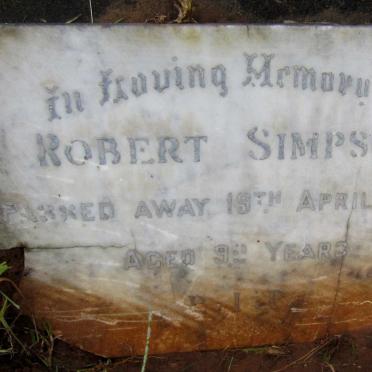 In Loving Memory
ROBERT SIMPS
PASSED AWAY 19TH APRIL
AGED YEARS
R.I.P.